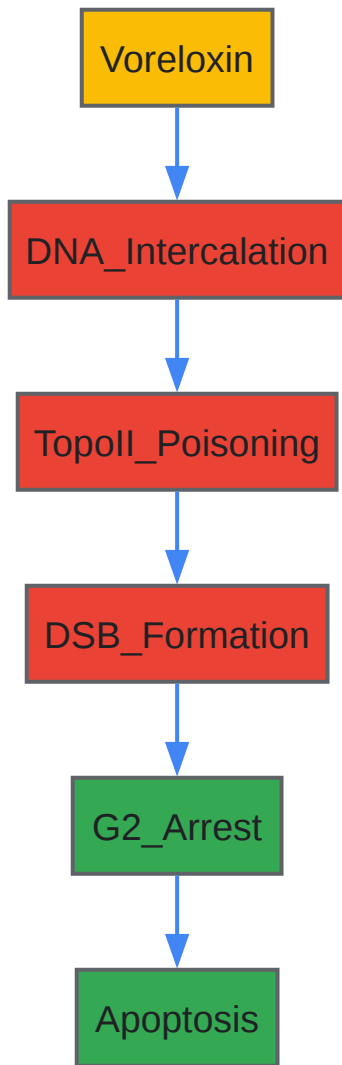 Voreloxin
DNA_Intercalation
TopoII_Poisoning
DSB_Formation
G2_Arrest
Apoptosis